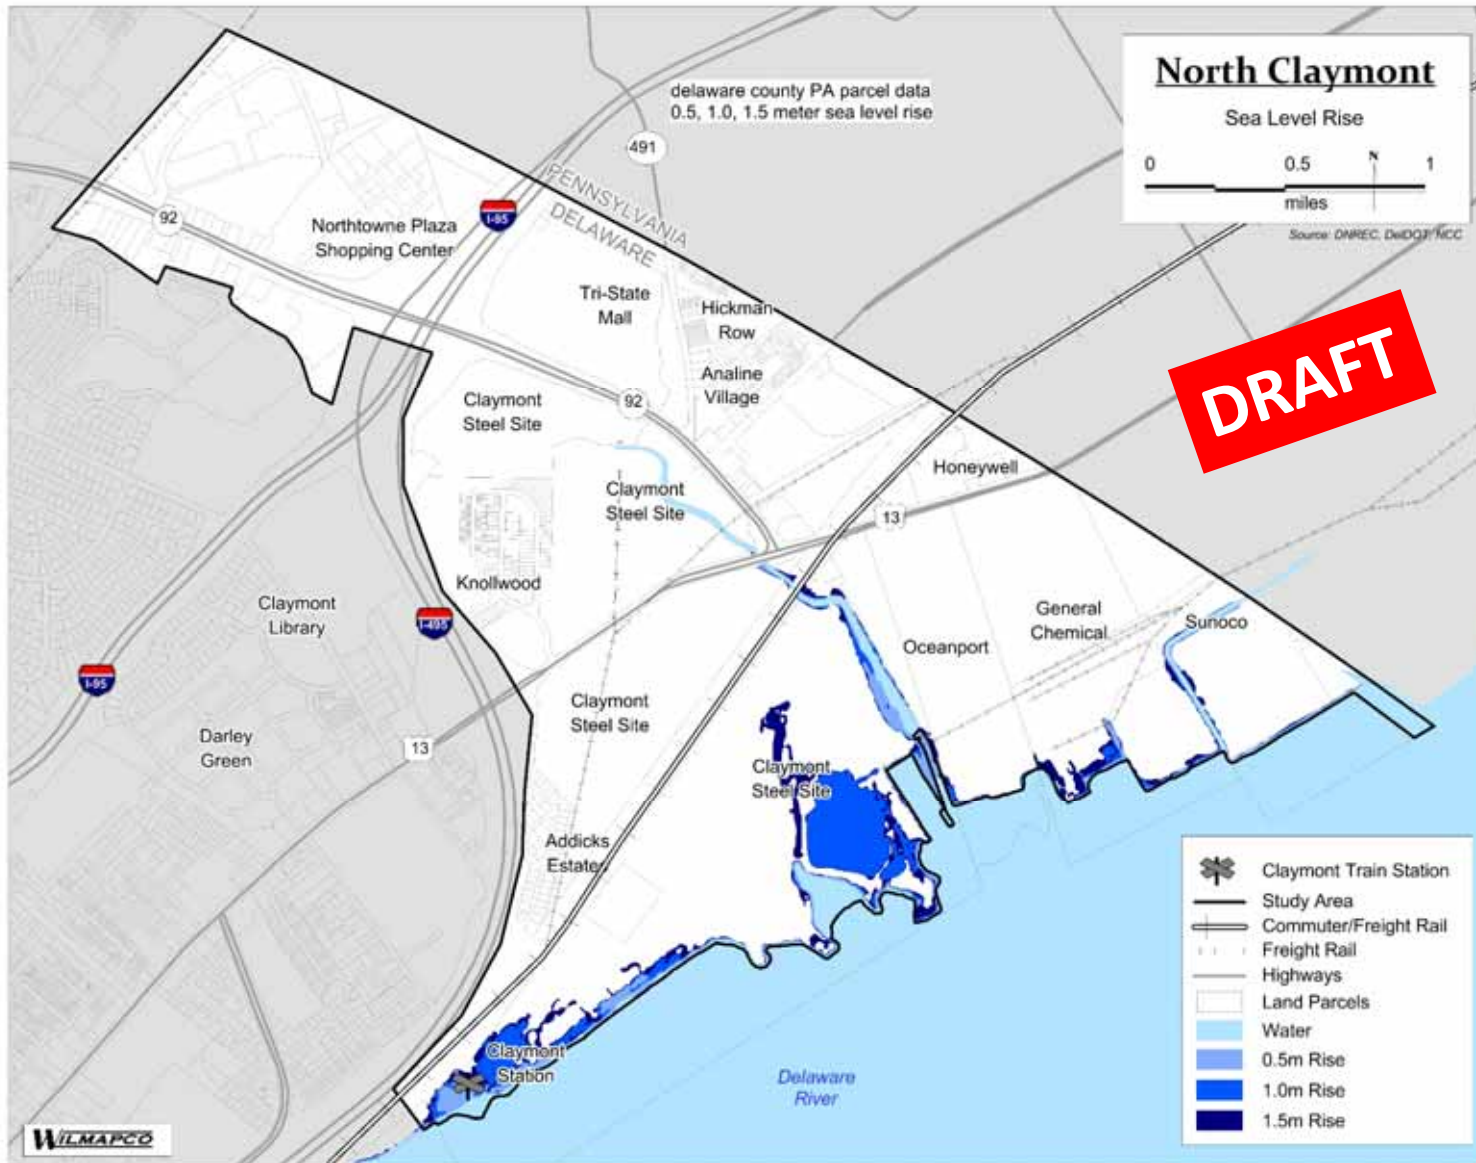 North Claymont
Sea Level Rise
0 0.5 1
N
miles
Source: DNREC, DelDOT, NCC
delaware county PA parcel data
0.5, 1.0, 1.5 meter sea level rise
491
PENNSYLVANIA
DELAWARE
92
Northtowne Plaza
Shopping Center
I-95
Tri-State
Mall
Hickman
Row
Analine
Village
DRAFT
Claymont
Steel Site
92
Honeywell
Claymont
Steel Site
13
Knollwood
Claymont
Library
I-495
General
Chemical
Sunoco
Oceanport
I-95
Claymont
Steel Site
Darley
Green
13
Claymont
Steel Site
Addicks
Estates
Claymont
Station
Delaware
River
Claymont Train Station
Study Area
Commuter/Freight Rail
Freight Rail
Highways
Land Parcels
Water
0.5m Rise
1.0m Rise
1.5m Rise
WILMAPCO